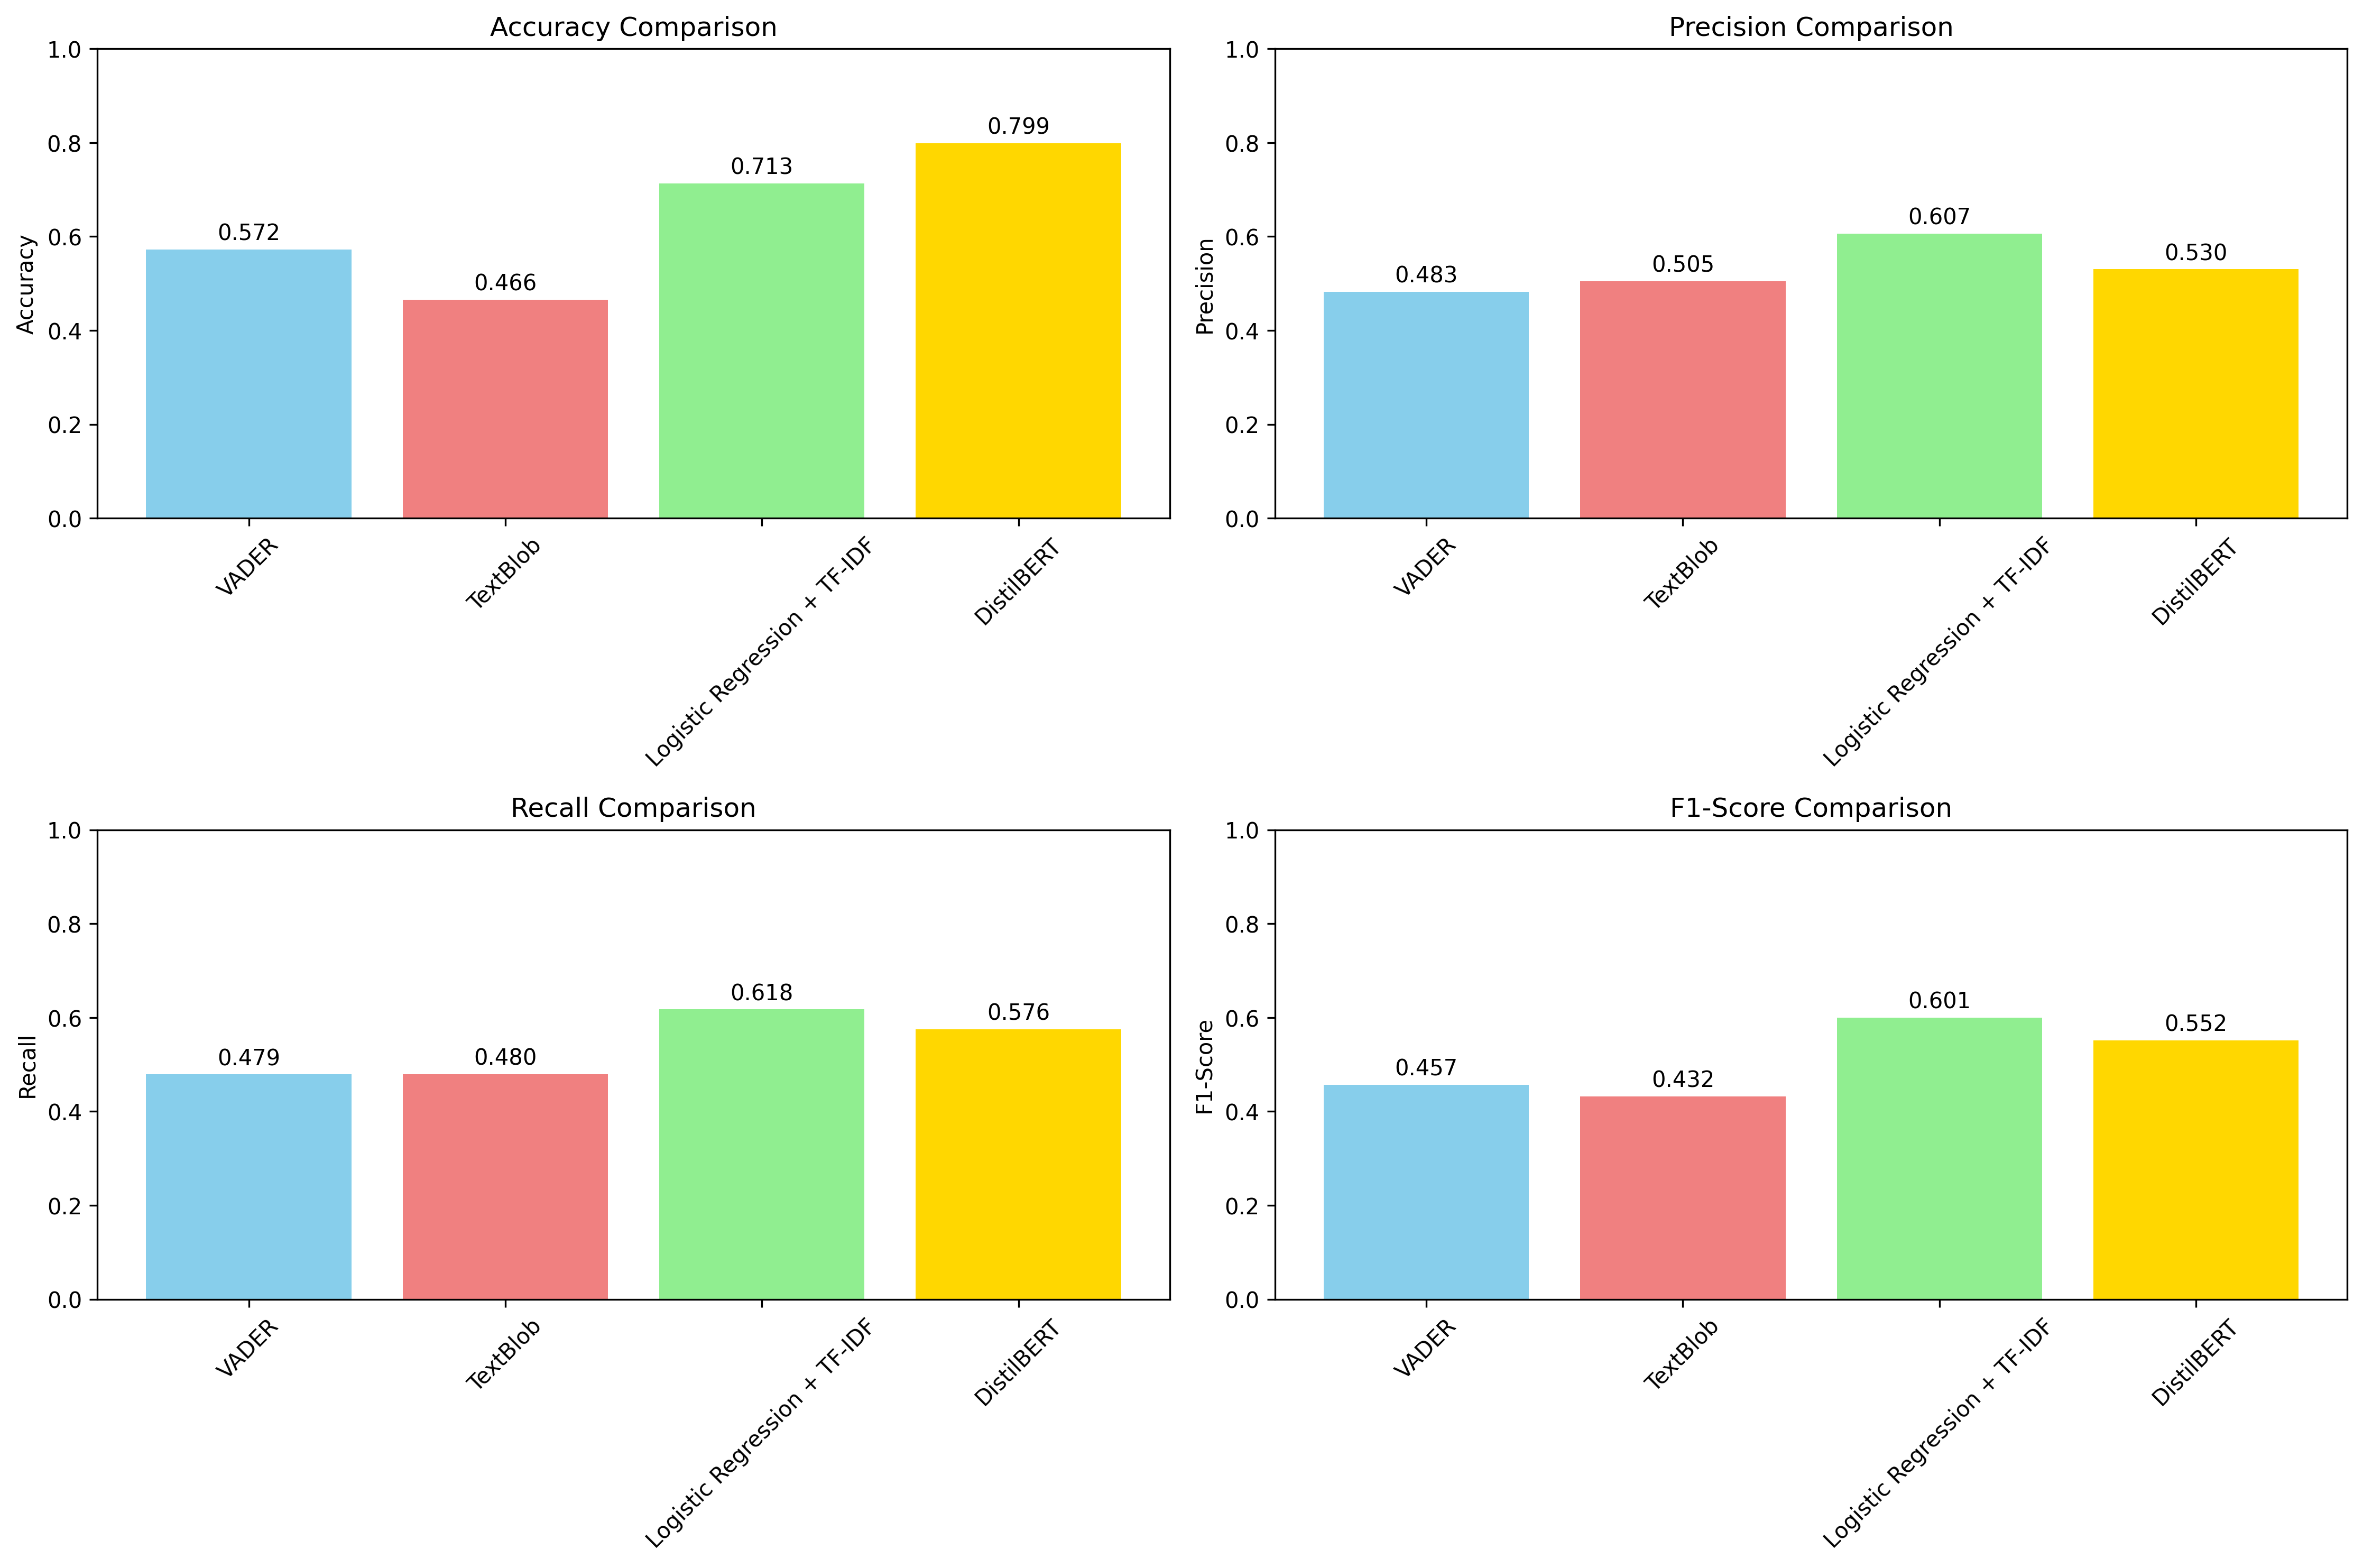 Accuracy Comparison
Accuracy
1.0
0.8
0.6
0.4
0.2
0.0
0.572
0.466
0.713
0.799
VADER
TextBlob
Logistic Regression + TF-IDF
DistilBERT
Precision Comparison
Precision
1.0
0.8
0.6
0.4
0.2
0.0
0.483
0.505
0.607
0.530
VADER
TextBlob
Logistic Regression + TF-IDF
DistilBERT
Recall Comparison
Recall
1.0
0.8
0.6
0.4
0.2
0.0
0.479
0.480
0.618
0.576
VADER
TextBlob
Logistic Regression + TF-IDF
DistilBERT
F1-Score Comparison
F1-Score
1.0
0.8
0.6
0.4
0.2
0.0
0.457
0.432
0.601
0.552
VADER
TextBlob
Logistic Regression + TF-IDF
DistilBERT